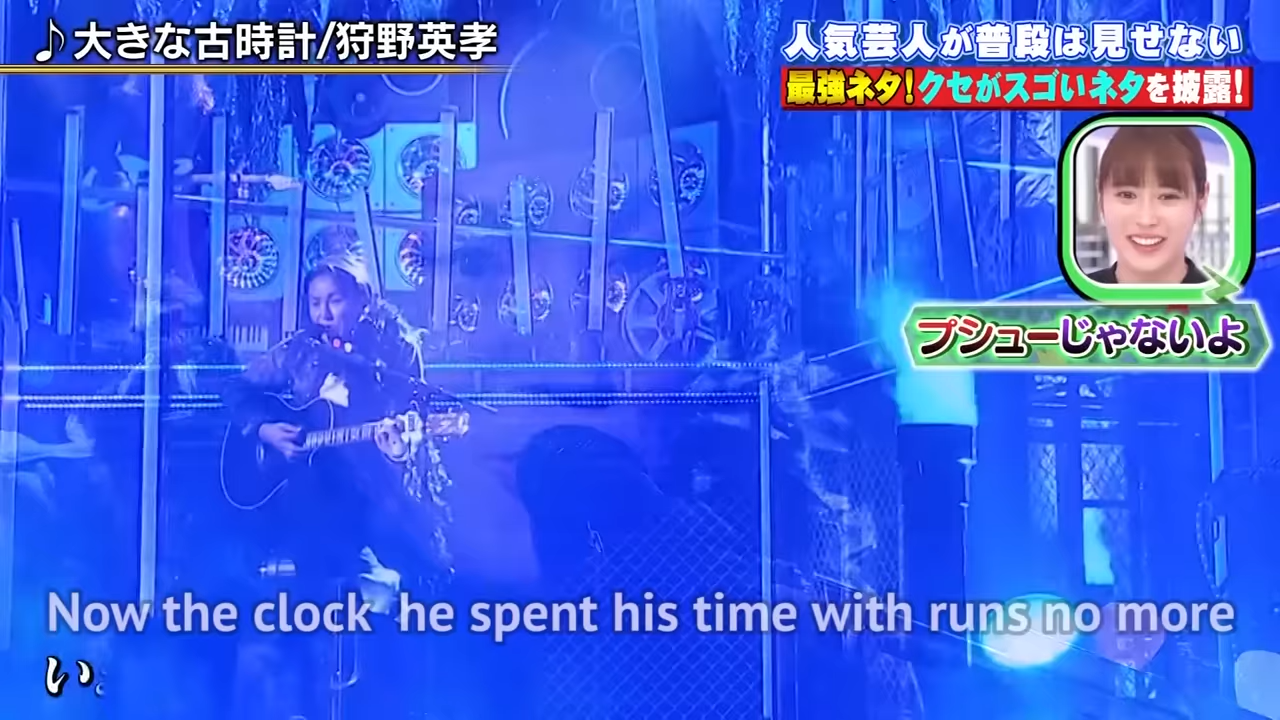 ♪大きな古時計/狩野英孝
人気芸人が普段は見せない
最強ネタ!クセがスゴいネタを披露!
プシューじゃないよ
Now the clock he spent his time with runs no more
い。